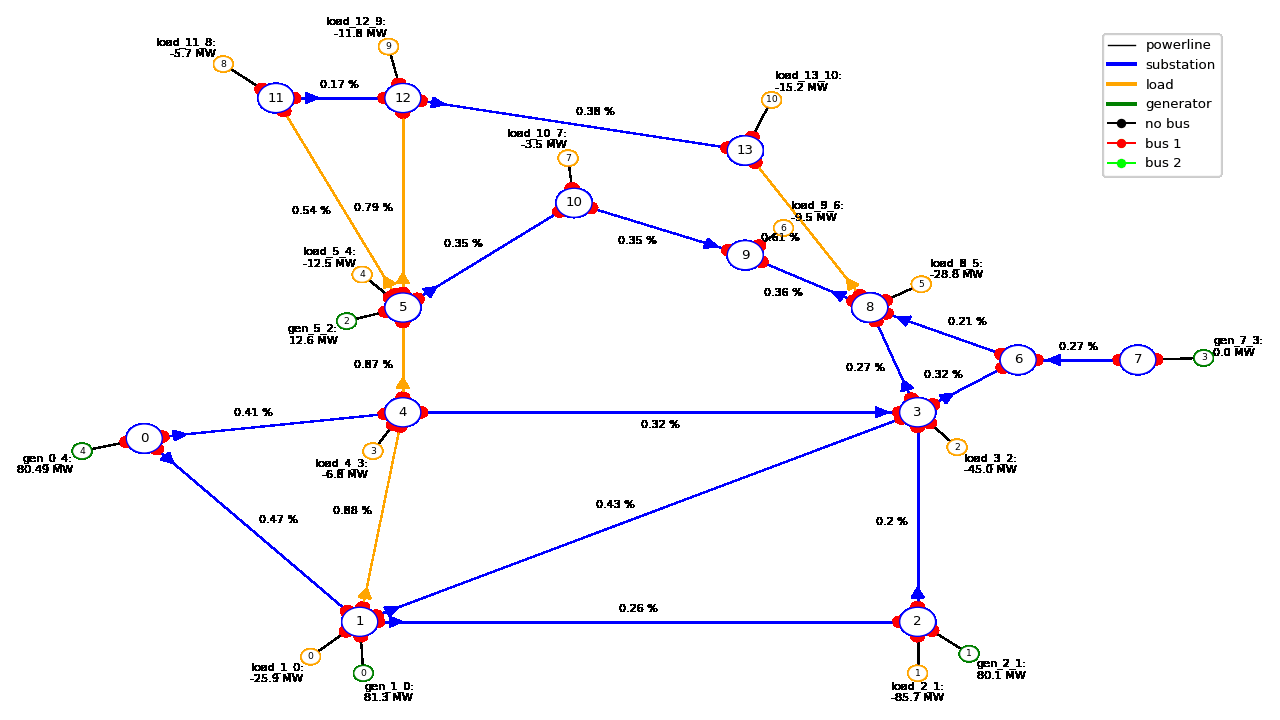 load_12_9:
-11.8 MW
9
load_11_8:
-5.7 MW
8
11
0.17 %
12
0.38 %
load_13_10:
-15.2 MW
10
13
powerline
substation
load
generator
no bus
bus 1
bus 2
load_10_7:
-3.5 MW
7
10
0.54 %
0.79 %
0.35 %
0.35 %
load_9_6:
-9.5 MW
6
0.61 %
9
0.36 %
load_5_4:
-12.5 MW
4
gen_5_2:
12.6 MW
2
5
load_8_5:
-28.8 MW
5
8
0.21 %
6
0.27 %
7
gen_7_3:
0.0 MW
3
0.87 %
0.27 %
0.32 %
0.41 %
4
0.32 %
3
0
gen_0_4:
80.49 MW
4
load_4_3:
-6.8 MW
3
load_3_2:
-45.0 MW
2
0.47 %
0.88 %
0.43 %
0.2 %
1
0.26 %
2
load_1_0:
-25.9 MW
0
gen_1_0:
81.3 MW
0
load_2_1:
-85.7 MW
1
gen_2_1:
80.1 MW
1